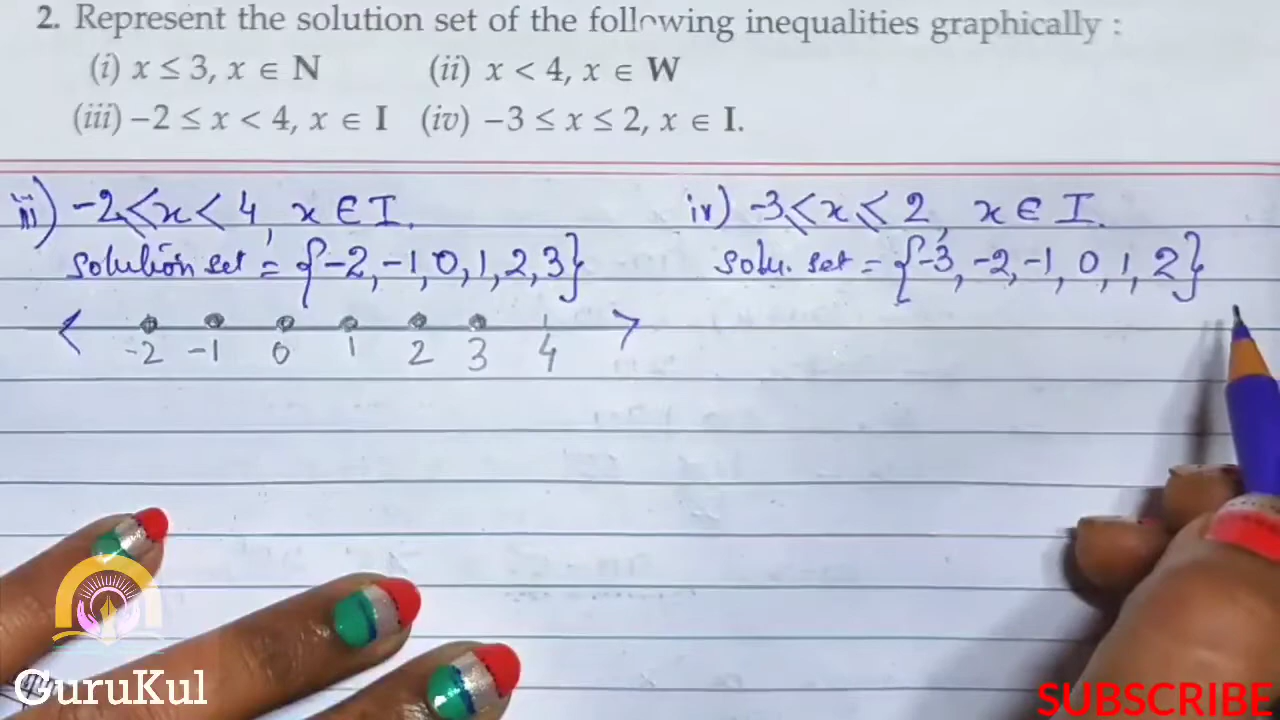 2. Represent the solution set of the following inequalities graphically :
(i) x ≤ 3, x ∈ N (ii) x < 4, x ∈ W
(iii) −2 ≤ x < 4, x ∈ I (iv) −3 ≤ x ≤ 2, x ∈ I.
iii) -2 ≤ x < 4, x ∈ I.
Solution set = {-2, -1, 0, 1, 2, 3}
-2 -1 0 1 2 3 4
iv) -3 ≤ x ≤ 2, x ∈ I.
Solu. set = {-3, -2, -1, 0, 1, 2}
GuruKul
SUBSCRIBE